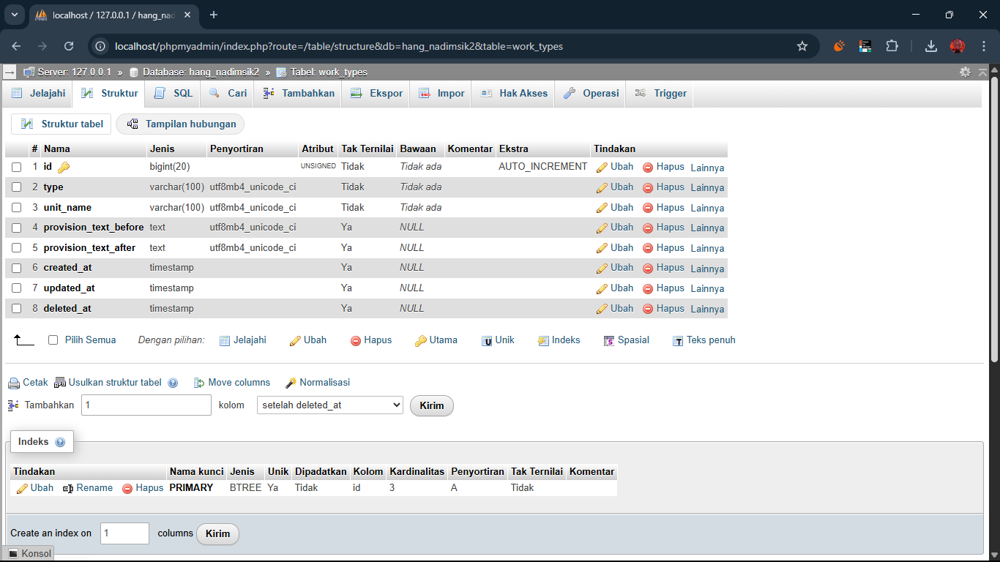 localhost / 127.0.0.1 / hang_nad
localhost/phpmyadmin/index.php?route=/table/structure&db=hang_nadimsik2&table=work_types
Server: 127.0.0.1 » Database: hang_nadimsik2 » Tabel: work_types
Jelajahi Struktur SQL Cari Tambahkan Ekspor Impor Hak Akses Operasi Trigger
Struktur tabel Tampilan hubungan
# Nama Jenis Penyortiran Atribut Tak Ternilai Bawaan Komentar Ekstra Tindakan
1 id bigint(20) UNSIGNED Tidak Tidak ada AUTO_INCREMENT Ubah Hapus Lainnya
2 type varchar(100) utf8mb4_unicode_ci Tidak Tidak ada Ubah Hapus Lainnya
3 unit_name varchar(100) utf8mb4_unicode_ci Tidak Tidak ada Ubah Hapus Lainnya
4 provision_text_before text utf8mb4_unicode_ci Ya NULL Ubah Hapus Lainnya
5 provision_text_after text utf8mb4_unicode_ci Ya NULL Ubah Hapus Lainnya
6 created_at timestamp Ya NULL Ubah Hapus Lainnya
7 updated_at timestamp Ya NULL Ubah Hapus Lainnya
8 deleted_at timestamp Ya NULL Ubah Hapus Lainnya
Pilih Semua Dengan pilihan: Jelajahi Ubah Hapus Utama Unik Indeks Spasial Teks penuh
Cetak Usulkan struktur tabel Move columns Normalisasi
Tambahkan 1 kolom setelah deleted_at Kirim
Indeks
Tindakan Nama kunci Jenis Unik Dipadatkan Kolom Kardinalitas Penyortiran Tak Ternilai Komentar
Ubah Rename Hapus PRIMARY BTREE Ya Tidak id 3 A Tidak
Create an index on 1 columns Kirim
Konsol